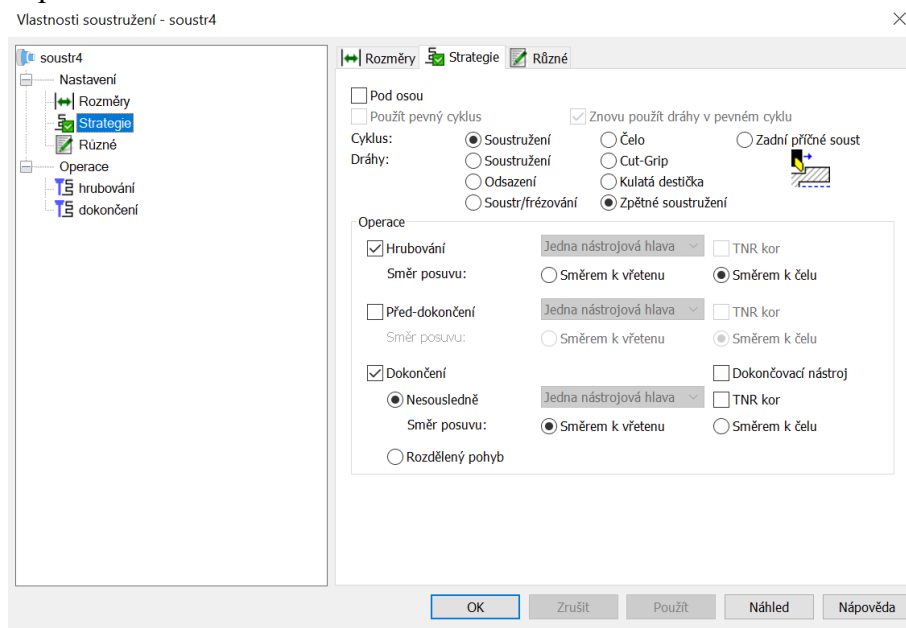 Vlastnosti soustružení - soustr4
soustr4
Nastavení
Rozměry
Strategie
Různé
Operace
hrubování
dokončení
Rozměry Strategie Různé
Pod osou
Použít pevný cyklus Znovu použít dráhy v pevném cyklu
Cyklus: Soustružení Čelo Zadní příčné soust
Dráhy: Soustružení Cut-Grip
Odsazení Kulatá destička
Soustr/frézování Zpětné soustružení
Operace
Hrubování Jedna nástrojová hlava TNR kor
Směr posuvu: Směrem k vřetenu Směrem k čelu
Před-dokončení Jedna nástrojová hlava TNR kor
Směr posuvu: Směrem k vřetenu Směrem k čelu
Dokončení Dokončovací nástroj
Nesousledně Jedna nástrojová hlava TNR kor
Směr posuvu: Směrem k vřetenu Směrem k čelu
Rozdělený pohyb
OK Zrušit Použít Náhled Nápověda